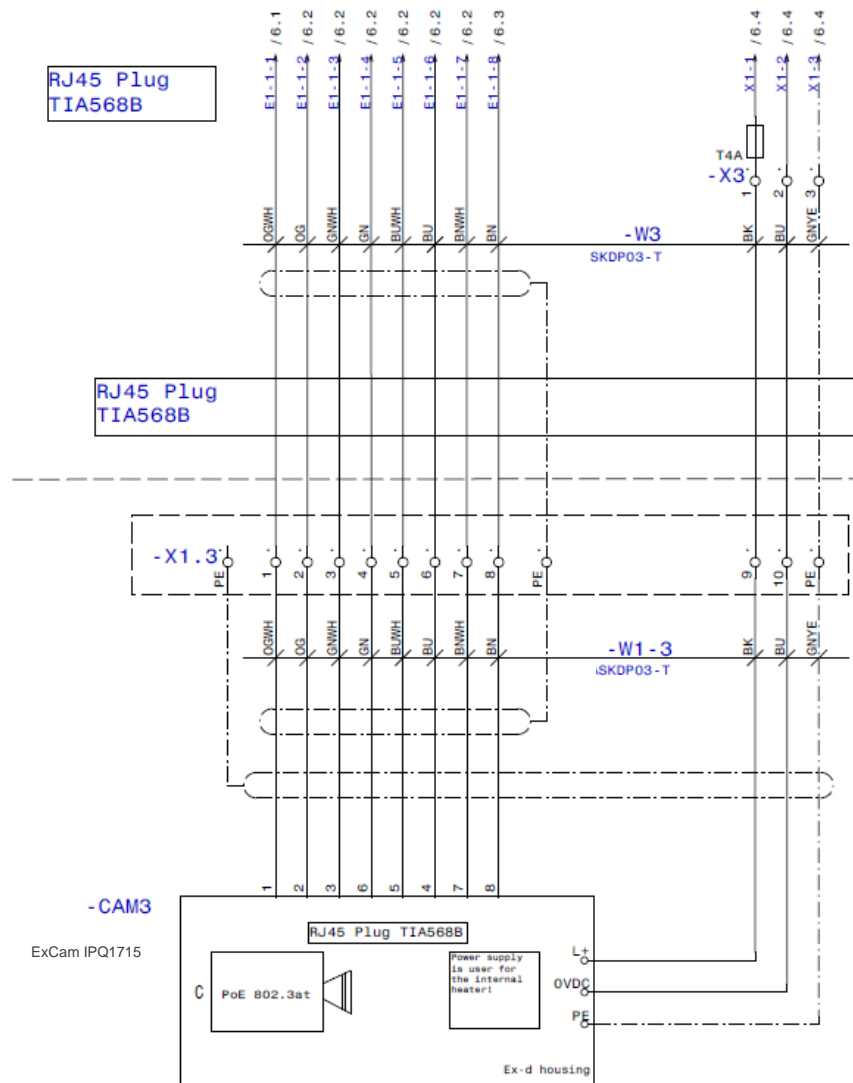 /6.1 /6.2 /6.2 /6.2 /6.2 /6.2 /6.2 /6.3 /6.4 /6.4 /6.4
E1-1-1 E1-1-2 E1-1-3 E1-1-4 E1-1-5 E1-1-6 E1-1-7 E1-1-8 X1-1 X1-2 X1-3
RJ45 Plug
TIA568B
T4A
-X3
1 2 3
OGWH OG GNWH GN BUWH BU BNWH BN -W3 BK BU GNYE
SKDP03-T
RJ45 Plug
TIA568B
-X1.3
PE 1 2 3 4 5 6 7 8 PE 9 10 PE
OGWH OG GNWH GN BUWH BU BNWH BN -W1-3 BK BU GNYE
ASKDP03-T
1 2 3 6 5 4 7 8
-CAM3
RJ45 Plug TIA568B
ExCam IPQ1715
C
PoE 802.3at
Power supply
is user for
the internal
heater!
L+
0VDC
PE
Ex-d housing